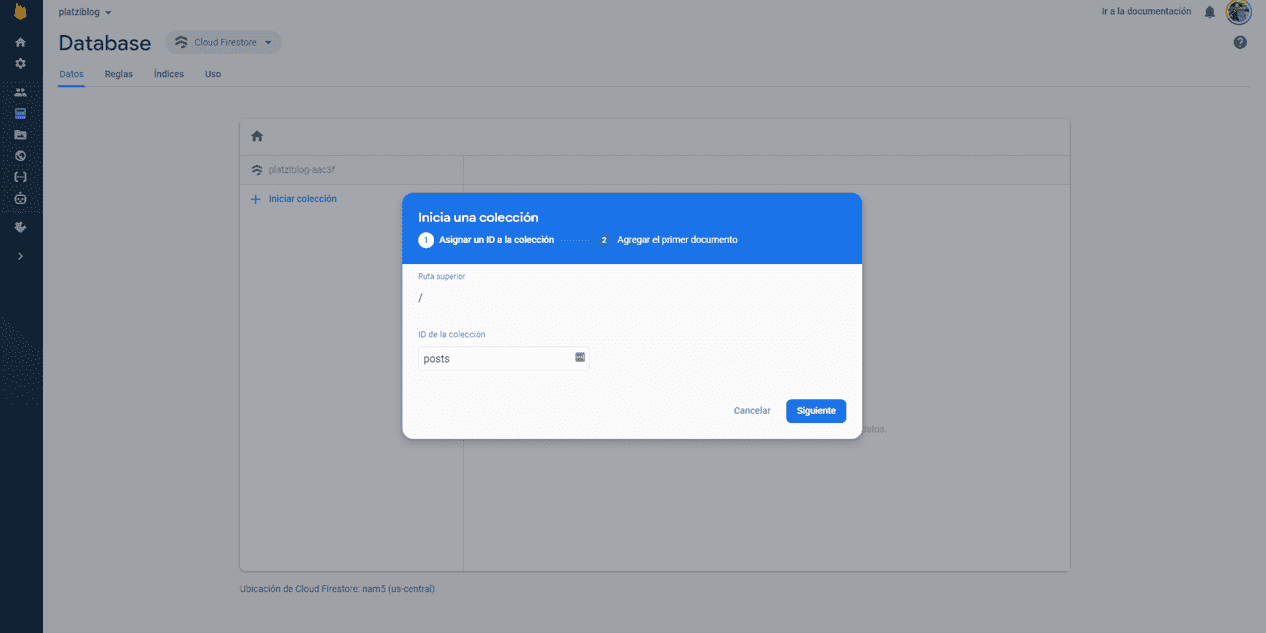 platziblog
Ir a la documentación
Database
Cloud Firestore
Datos
Reglas
Índices
Uso
platziblog-aac3f
Iniciar colección
Inicia una colección
1 Asignar un ID a la colección
2 Agregar el primer documento
Ruta superior
/
ID de la colección
posts
Cancelar
Siguiente
datos.
Ubicación de Cloud Firestore: nam5 (us-central)